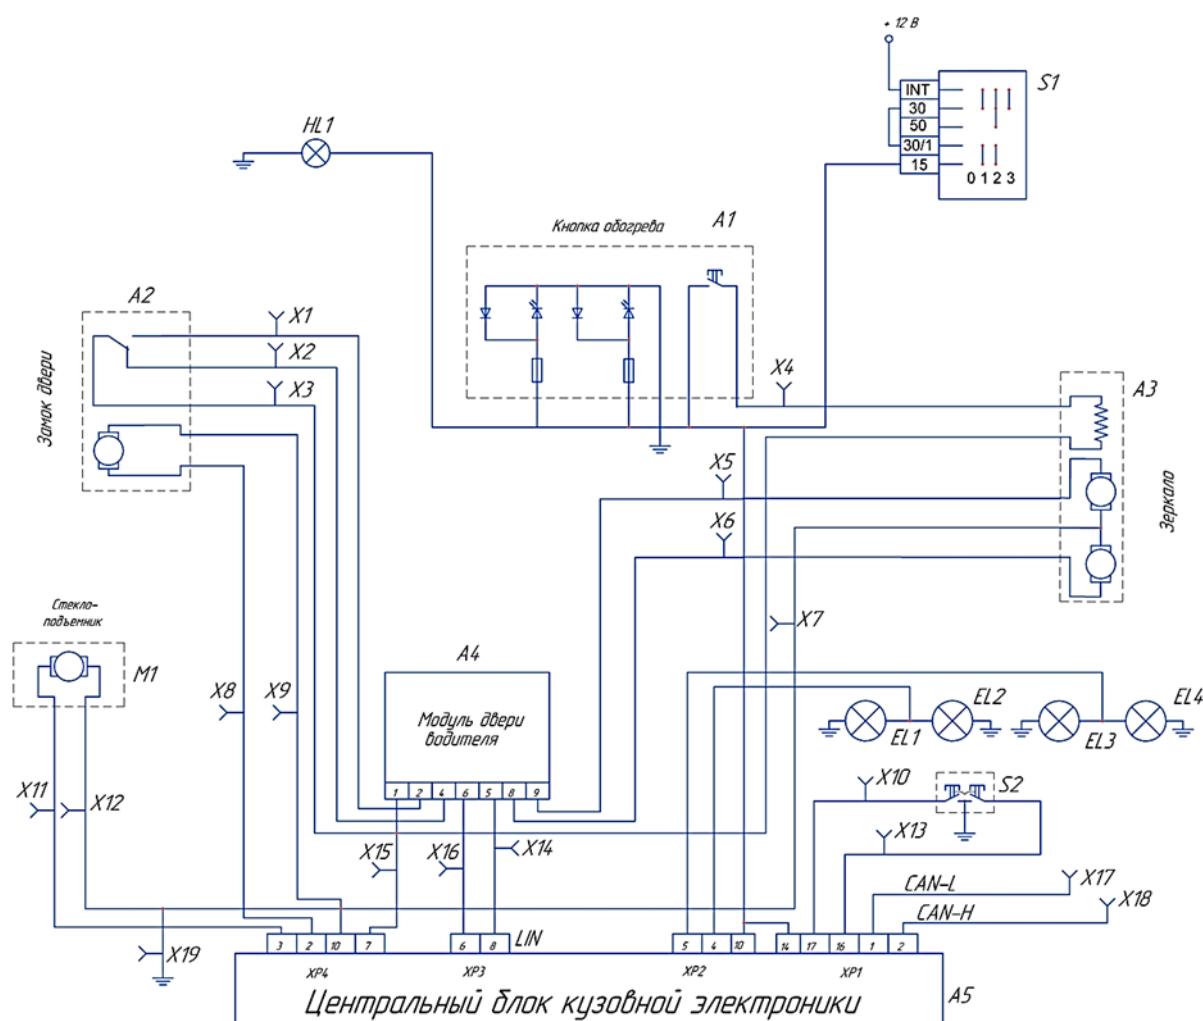 + 12 В
INT
30
50
30/1
15
S1
0 1 2 3
HL1
A1
Кнопка обогрева
A2
X1
X2
X3
Замок двери
X4
A3
X5
X6
Зеркало
Стекло-
подъемник
M1
X7
X8
X9
A4
Модуль двери
водителя
1 2 4 6 5 8 9
EL2
EL1
EL4
EL3
X10
S2
X11
X12
X13
X15
X16
X14
CAN-L
X17
CAN-H
X18
X19
3 2 10 7
6 8
LIN
5 4 10
14 17 16 1 2
XP4
XP3
XP2
XP1
Центральный блок кузовной электроники
A5